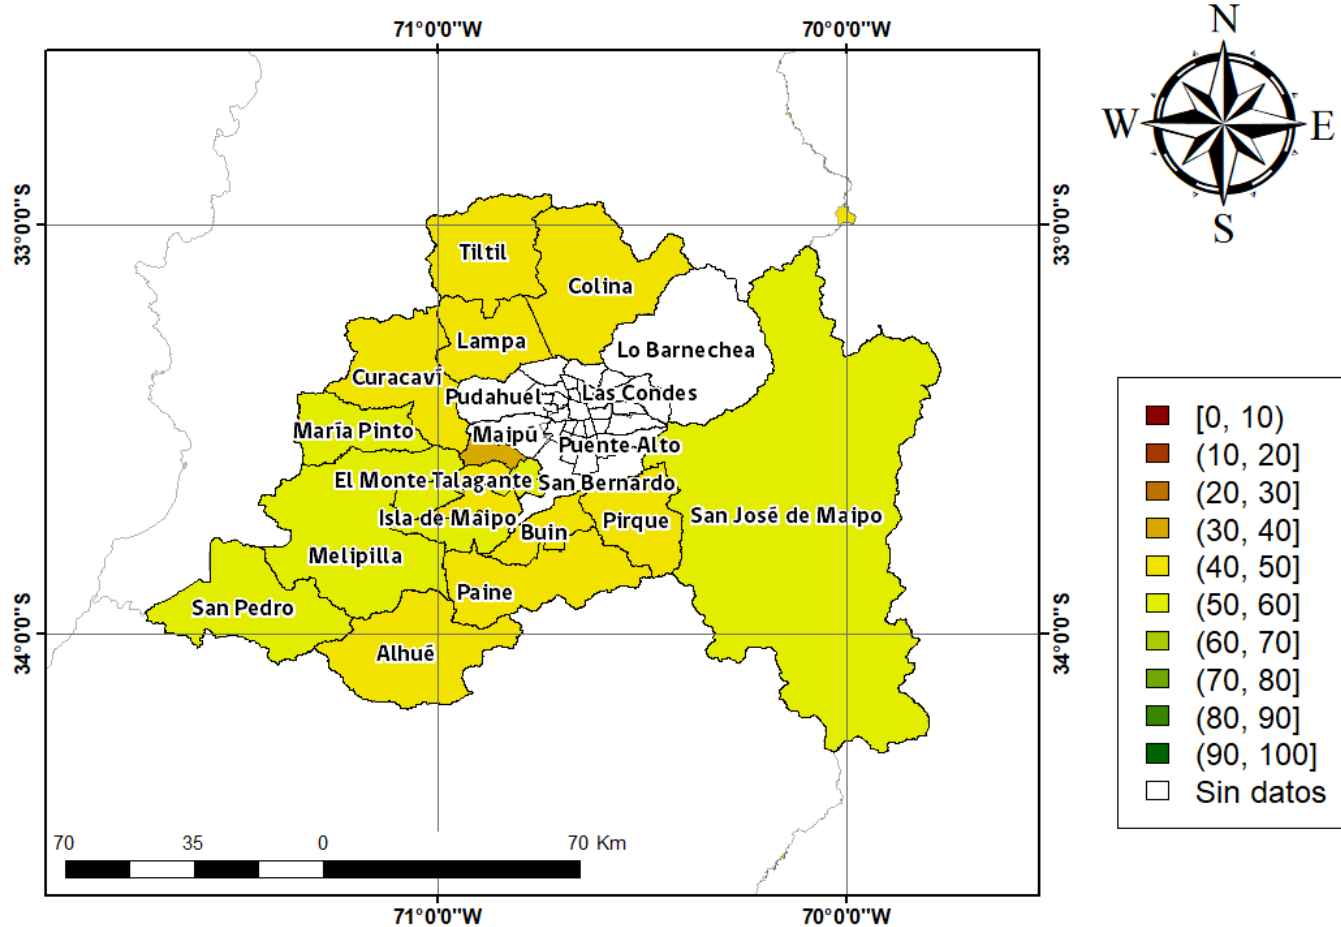 71°0'0"W
70°0'0"W
N
W
E
S
33°0'0"S
33°0'0"S
Tiltil
Colina
Lampa
Lo Barnechea
Curacaví
Pudahuel
Las Condes
María Pinto
Maipú
Puente Alto
El Monte
Talagante
San Bernardo
Isla de Maipo
Buin
Pirque
San José de Maipo
Melipilla
Paine
San Pedro
Alhué
34°0'0"S
34°0'0"S
[0, 10)
(10, 20]
(20, 30]
(30, 40]
(40, 50]
(50, 60]
(60, 70]
(70, 80]
(80, 90]
(90, 100]
Sin datos
70 35 0 70 Km
71°0'0"W
70°0'0"W